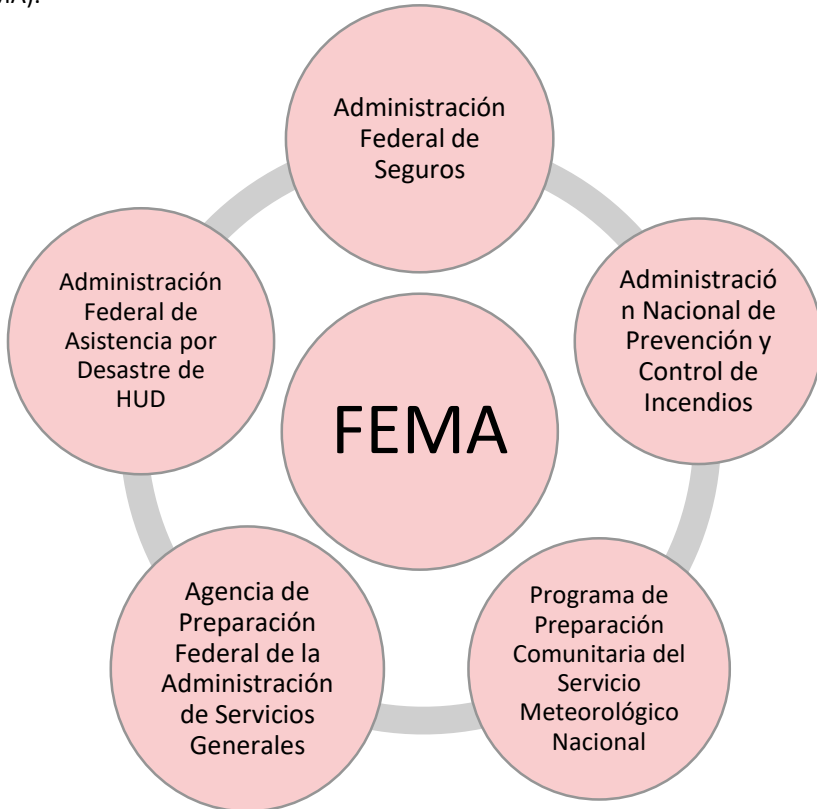 Administración
Federal de
Seguros
Administració
n Nacional de
Prevención y
Control de
Incendios
Programa de
Preparación
Comunitaria del
Servicio
Meteorológico
Nacional
Agencia de
Preparación
Federal de la
Administración
de Servicios
Generales
Administración
Federal de
Asistencia por
Desastre de
HUD
FEMA